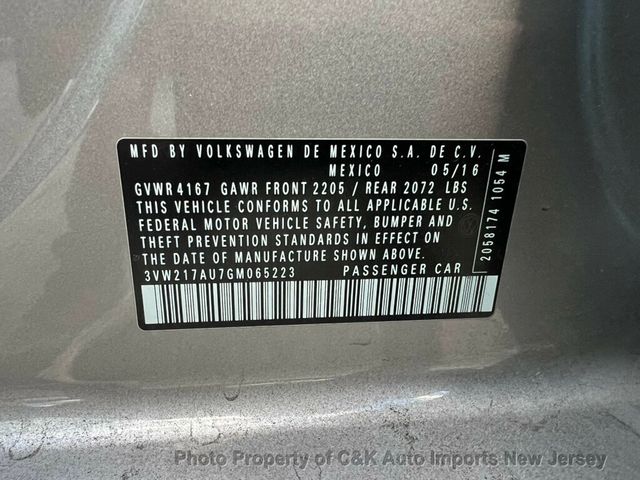 MFD BY VOLKSWAGEN DE MEXICO S.A. DE C.V.
MEXICO 05/16
GVWR 4167 GAWR FRONT 2205 / REAR 2072 LBS
THIS VEHICLE CONFORMS TO ALL APPLICABLE U.S.
FEDERAL MOTOR VEHICLE SAFETY, BUMPER AND
THEFT PREVENTION STANDARDS IN EFFECT ON
THE DATE OF MANUFACTURE SHOWN ABOVE.
3VW217AU7GM065223 PASSENGER CAR
2058174 1054 M
Photo Property of C&K Auto Imports New Jersey